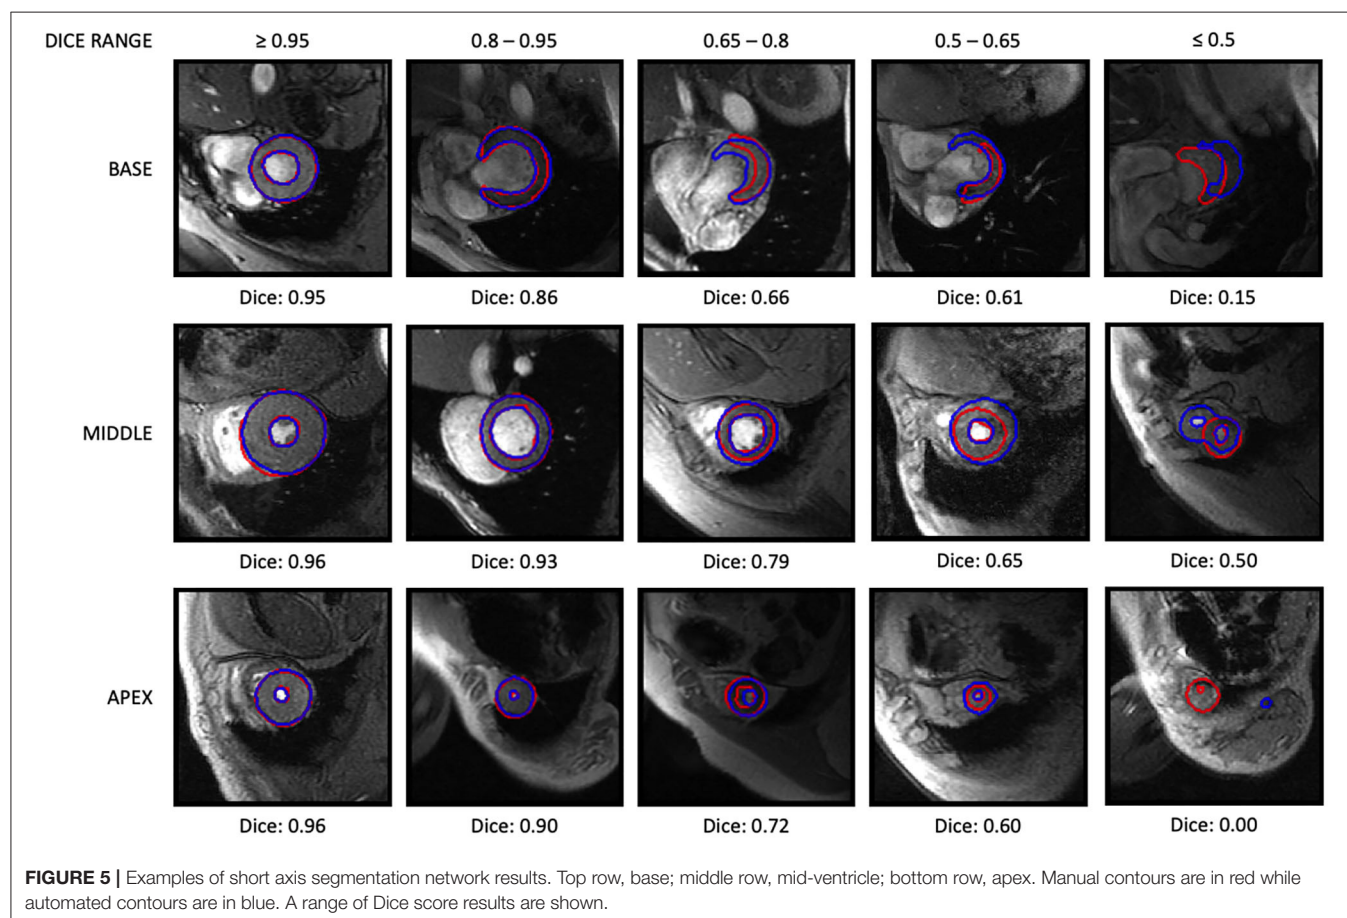 DICE RANGE ≥ 0.95 0.8 – 0.95 0.65 – 0.8 0.5 – 0.65 ≤ 0.5
BASE
Dice: 0.95 Dice: 0.86 Dice: 0.66 Dice: 0.61 Dice: 0.15
MIDDLE
Dice: 0.96 Dice: 0.93 Dice: 0.79 Dice: 0.65 Dice: 0.50
APEX
Dice: 0.96 Dice: 0.90 Dice: 0.72 Dice: 0.60 Dice: 0.00
FIGURE 5 | Examples of short axis segmentation network results. Top row, base; middle row, mid-ventricle; bottom row, apex. Manual contours are in red while
automated contours are in blue. A range of Dice score results are shown.